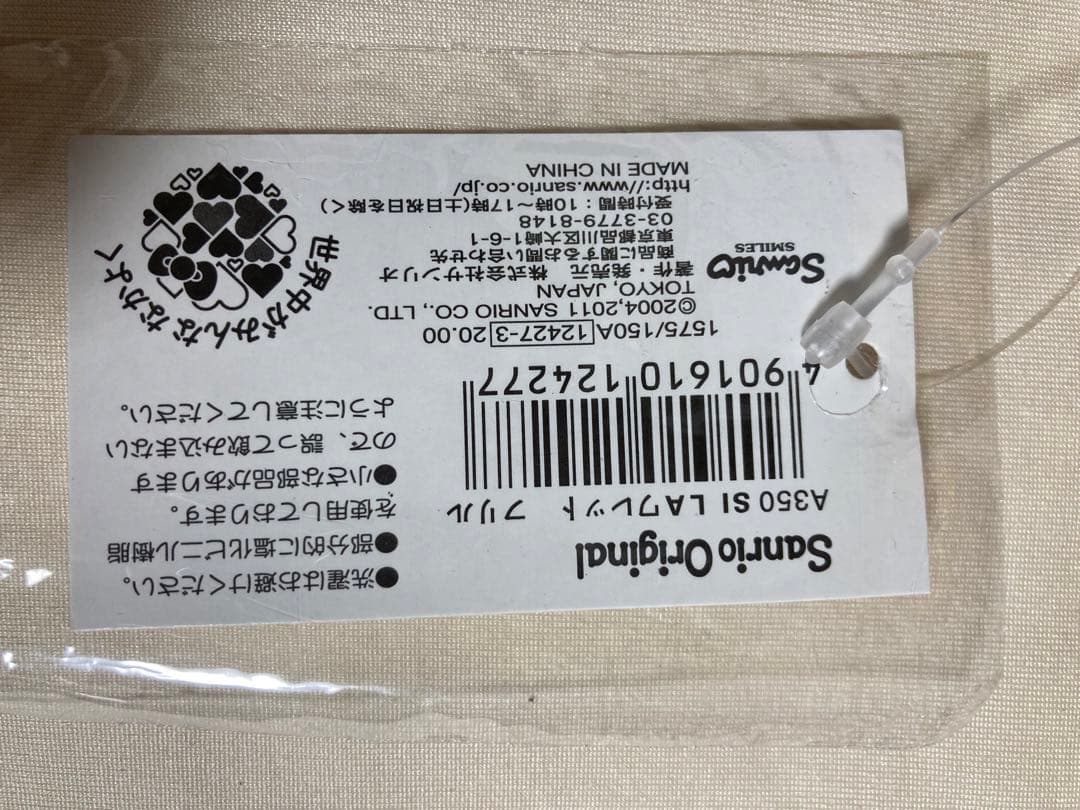 Sanrio Original
A350 SI LAワレット フリル
4 901610 124277
1575/150A 12427-3 20.00
©2004,2011 SANRIO CO., LTD.
TOKYO, JAPAN
著作・発売元 株式会社サンリオ
商品に関するお問い合わせ先
東京都品川区大崎1-6-1
03-3779-8148
受付時間：10時～17時(土日祝日を除く)
http://www.sanrio.co.jp/
MADE IN CHINA
Sanrio
SMILES
●洗濯はお避けください。
●部分的に塩化ビニル樹脂
を使用しております。
●小さな部品があります
ので、誤って飲み込まない
ように注意してください。
世界中がみんななかよく